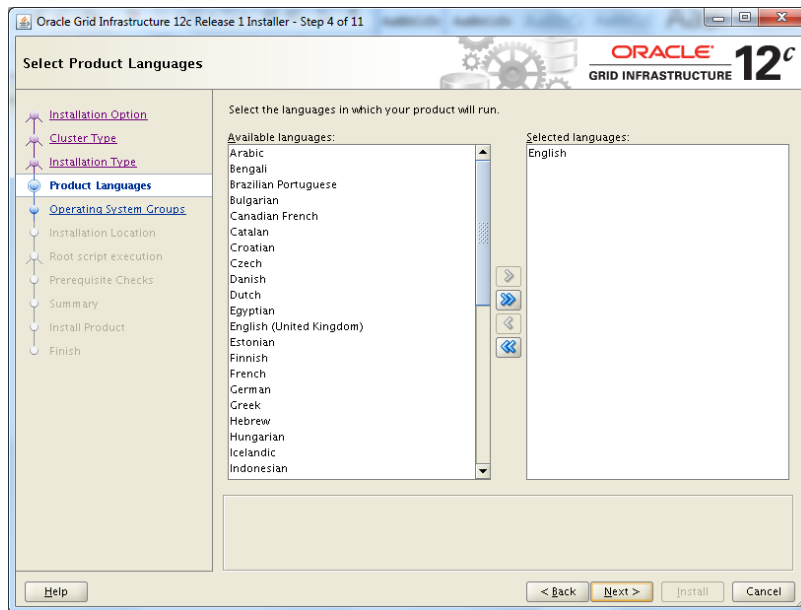 Oracle Grid Infrastructure 12c Release 1 Installer - Step 4 of 11
Select Product Languages
ORACLE
GRID INFRASTRUCTURE
12c
Installation Option
Cluster Type
Installation Type
Product Languages
Operating System Groups
Installation Location
Root script execution
Prerequisite Checks
Summary
Install Product
Finish
Select the languages in which your product will run.
Available languages:
Arabic
Bengali
Brazilian Portuguese
Bulgarian
Canadian French
Catalan
Croatian
Czech
Danish
Dutch
Egyptian
English (United Kingdom)
Estonian
Finnish
French
German
Greek
Hebrew
Hungarian
Icelandic
Indonesian
Selected languages:
English
Help
< Back
Next >
Install
Cancel